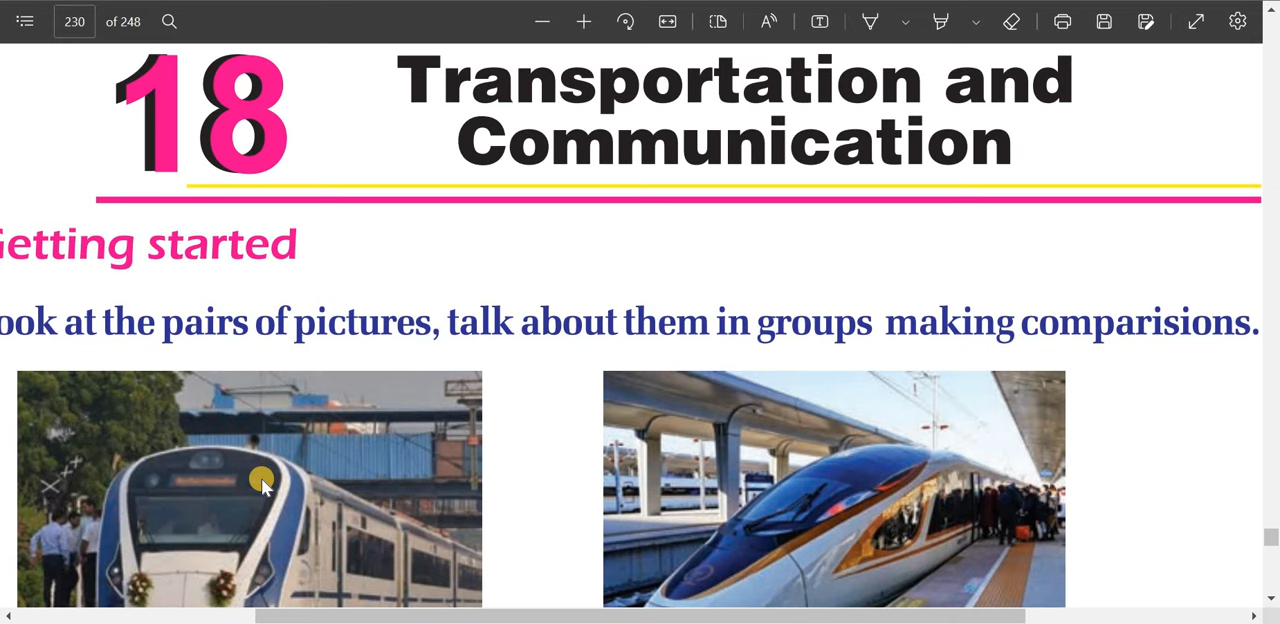 230 of 248
18 Transportation and
Communication
etting started
ook at the pairs of pictures, talk about them in groups making comparisions.